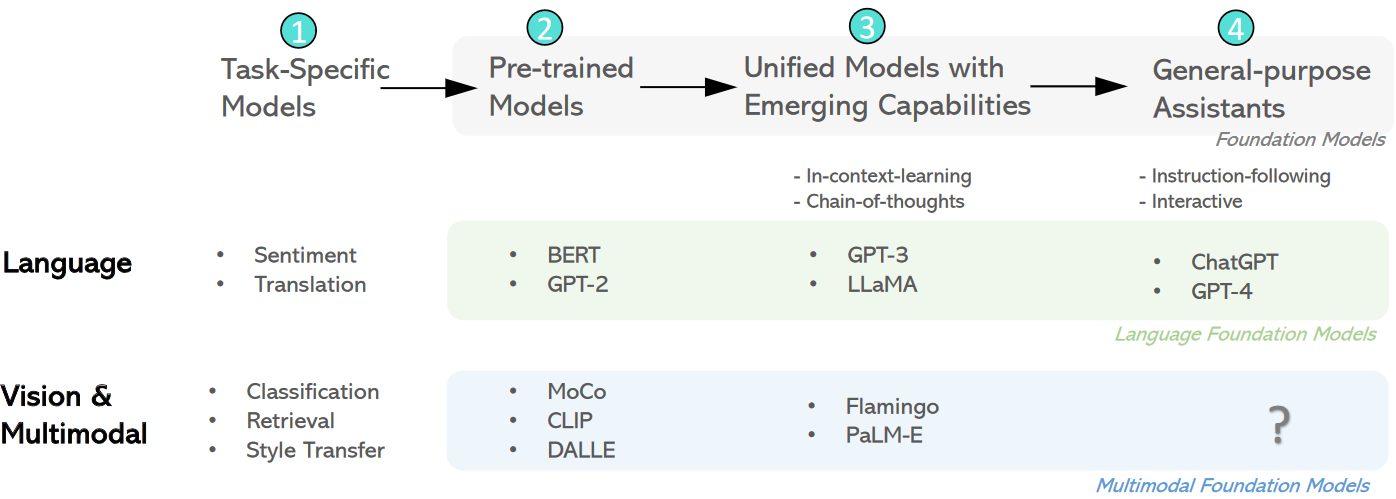 1
2
3
4
Task-Specific
Models
Pre-trained
Models
Unified Models with
Emerging Capabilities
General-purpose
Assistants
Foundation Models
- In-context-learning
- Chain-of-thoughts
- Instruction-following
- Interactive
Language
• Sentiment
• Translation
• BERT
• GPT-2
• GPT-3
• LLaMA
• ChatGPT
• GPT-4
Language Foundation Models
Vision &
Multimodal
• Classification
• Retrieval
• Style Transfer
• MoCo
• CLIP
• DALLE
• Flamingo
• PaLM-E
?
Multimodal Foundation Models